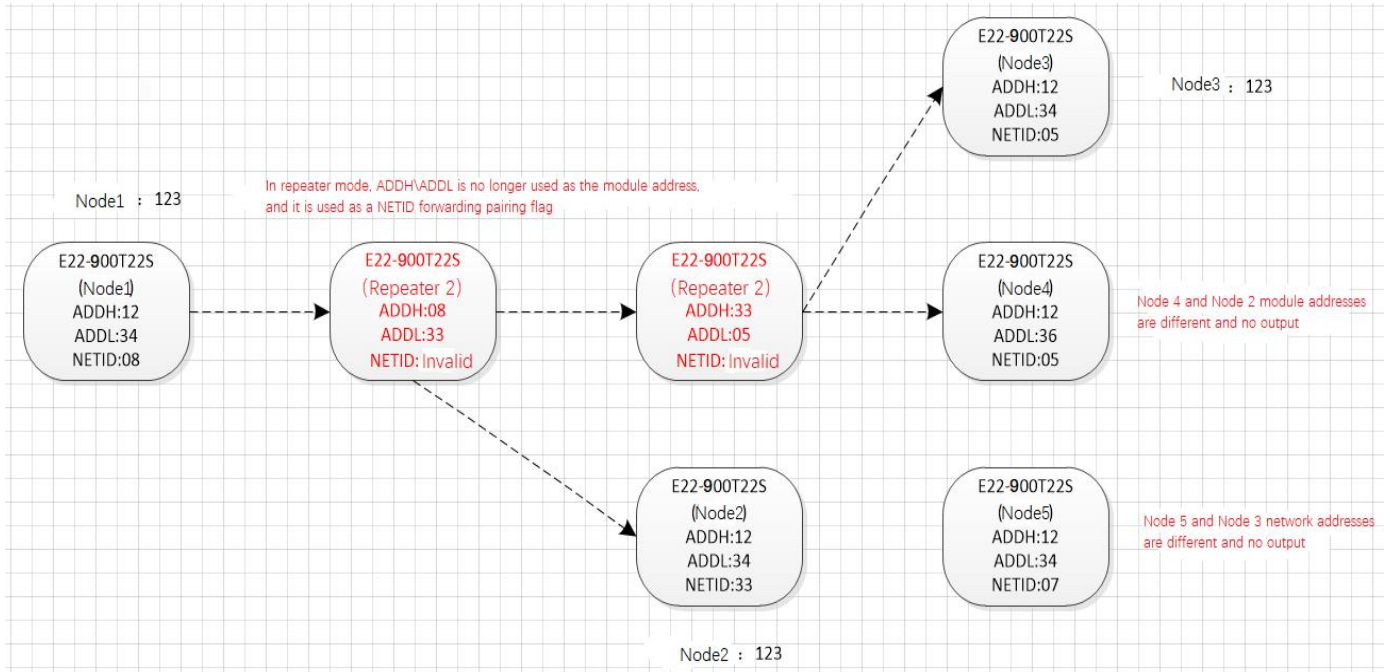 E22-900T22S
(Node3)
ADDH:12
ADDL:34
NETID:05
Node3 : 123
Node1 : 123
In repeater mode, ADDH\ADDL is no longer used as the module address,
and it is used as a NETID forwarding pairing flag
E22-900T22S
(Node1)
ADDH:12
ADDL:34
NETID:08
E22-900T22S
(Repeater 2)
ADDH:08
ADDL:33
NETID: Invalid
E22-900T22S
(Repeater 2)
ADDH:33
ADDL:05
NETID: Invalid
E22-900T22S
(Node4)
ADDH:12
ADDL:36
NETID:05
Node 4 and Node 2 module addresses
are different and no output
E22-900T22S
(Node2)
ADDH:12
ADDL:34
NETID:33
E22-900T22S
(Node5)
ADDH:12
ADDL:34
NETID:07
Node 5 and Node 3 network addresses
are different and no output
Node2 : 123